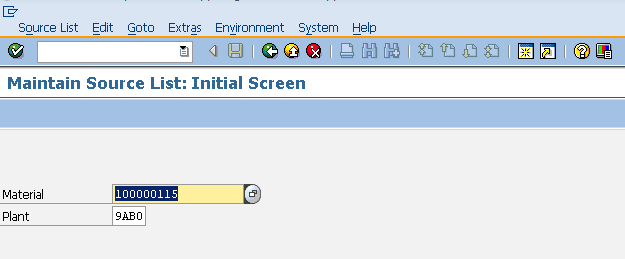 Source List Edit Goto Extras Environment System Help
Maintain Source List: Initial Screen
Material 100000115
Plant 9AB0